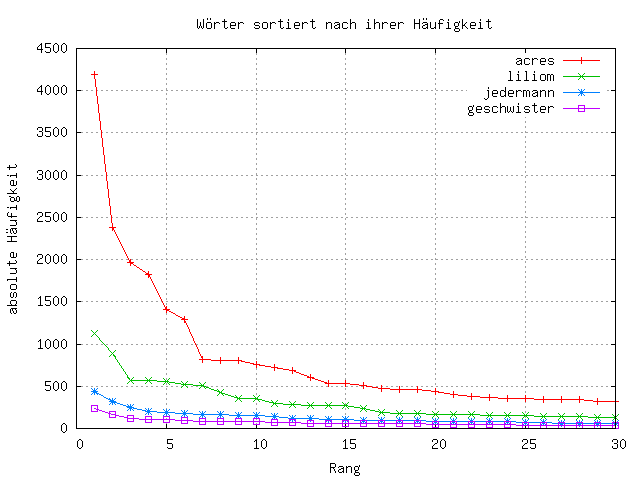 Wörter sortiert nach ihrer Häufigkeit
acres
liliom
jedermann
geschwister
absolute Häufigkeit
4500
4000
3500
3000
2500
2000
1500
1000
500
0
0 5 10 15 20 25 30
Rang